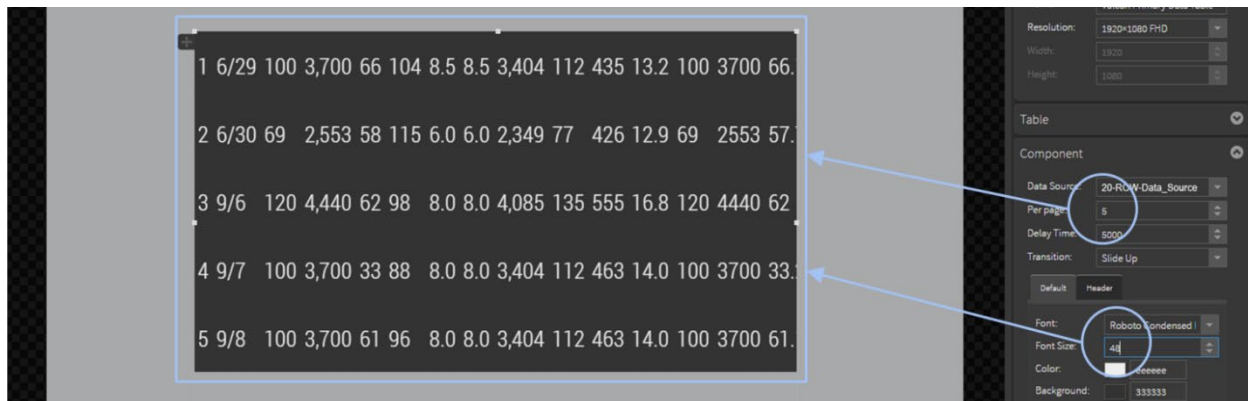 1 6/29 100 3,700 66 104 8.5 8.5 3,404 112 435 13.2 100 3700 66.
2 6/30 69 2,553 58 115 6.0 6.0 2,349 77 426 12.9 69 2553 57.
3 9/6 120 4,440 62 98 8.0 8.0 4,085 135 555 16.8 120 4440 62
4 9/7 100 3,700 33 88 8.0 8.0 3,404 112 463 14.0 100 3700 33.
5 9/8 100 3,700 61 96 8.0 8.0 3,404 112 463 14.0 100 3700 61.
Resolution: 1920×1080 FHD
Width: 1920
Height: 1080
Table
Component
Data Source: 20-ROW-Data_Source
Per page: 5
Delay Time: 5000
Transition: Slide Up
Default Header
Font: Roboto Condensed
Font Size: 48
Color: eeeeee
Background: 333333